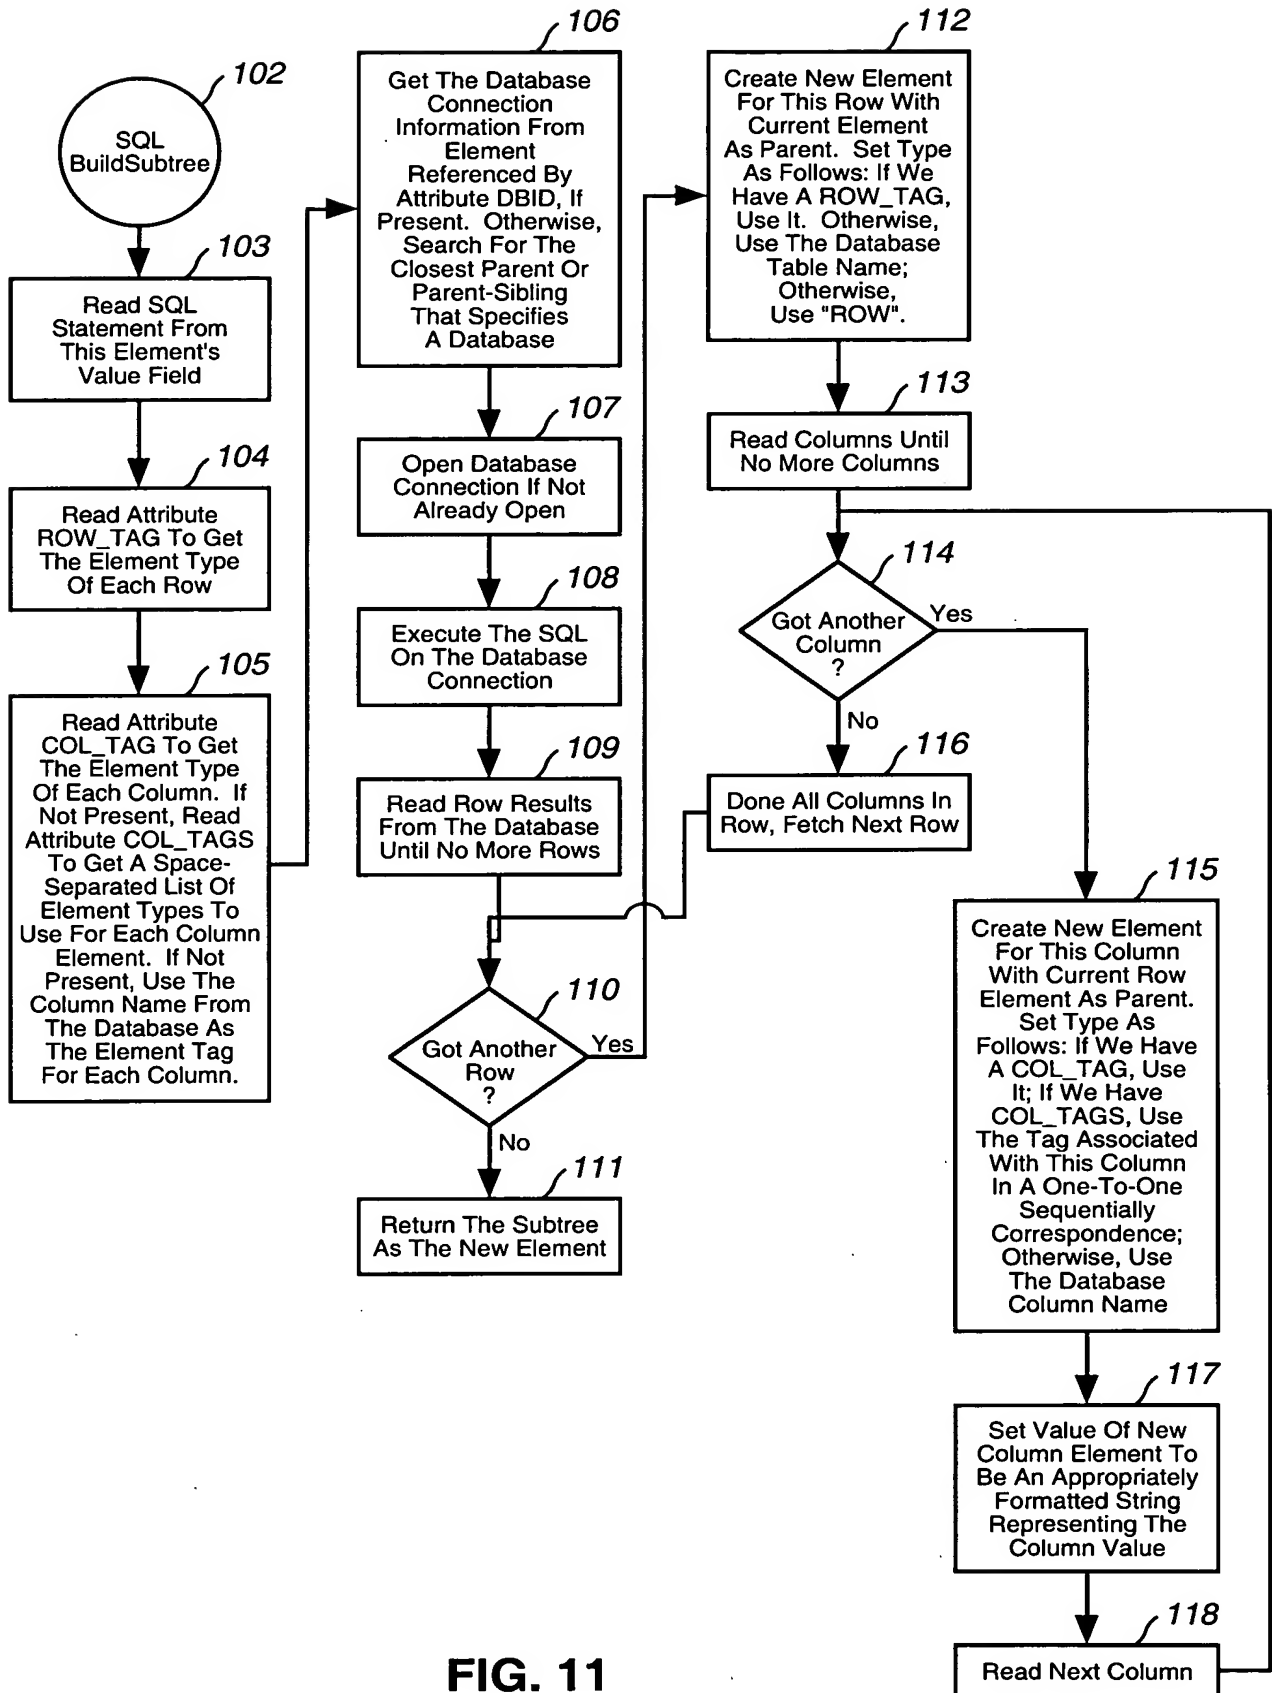 102
SQL
BuildSubtree
103
Read SQL
Statement From
This Element's
Value Field
104
Read Attribute
ROW_TAG To Get
The Element Type
Of Each Row
105
Read Attribute
COL_TAG To Get
The Element Type
Of Each Column. If
Not Present, Read
Attribute COL_TAGS
To Get A Space-
Separated List Of
Element Types To
Use For Each Column
Element. If Not
Present, Use The
Column Name From
The Database As
The Element Tag
For Each Column.
106
Get The Database
Connection
Information From
Element
Referenced By
Attribute DBID, If
Present. Otherwise,
Search For The
Closest Parent Or
Parent-Sibling
That Specifies
A Database
107
Open Database
Connection If Not
Already Open
108
Execute The SQL
On The Database
Connection
109
Read Row Results
From The Database
Until No More Rows
110
Got Another
Row
?
Yes
No
111
Return The Subtree
As The New Element
112
Create New Element
For This Row With
Current Element
As Parent. Set Type
As Follows: If We
Have A ROW_TAG,
Use It. Otherwise,
Use The Database
Table Name;
Otherwise,
Use "ROW".
113
Read Columns Until
No More Columns
114
Got Another
Column
?
Yes
No
116
Done All Columns In
Row, Fetch Next Row
115
Create New Element
For This Column
With Current Row
Element As Parent.
Set Type As
Follows: If We Have
A COL_TAG, Use
It; If We Have
COL_TAGS, Use
The Tag Associated
With This Column
In A One-To-One
Sequentially
Correspondence;
Otherwise, Use
The Database
Column Name
117
Set Value Of New
Column Element To
Be An Appropriately
Formatted String
Representing The
Column Value
118
Read Next Column
FIG. 11